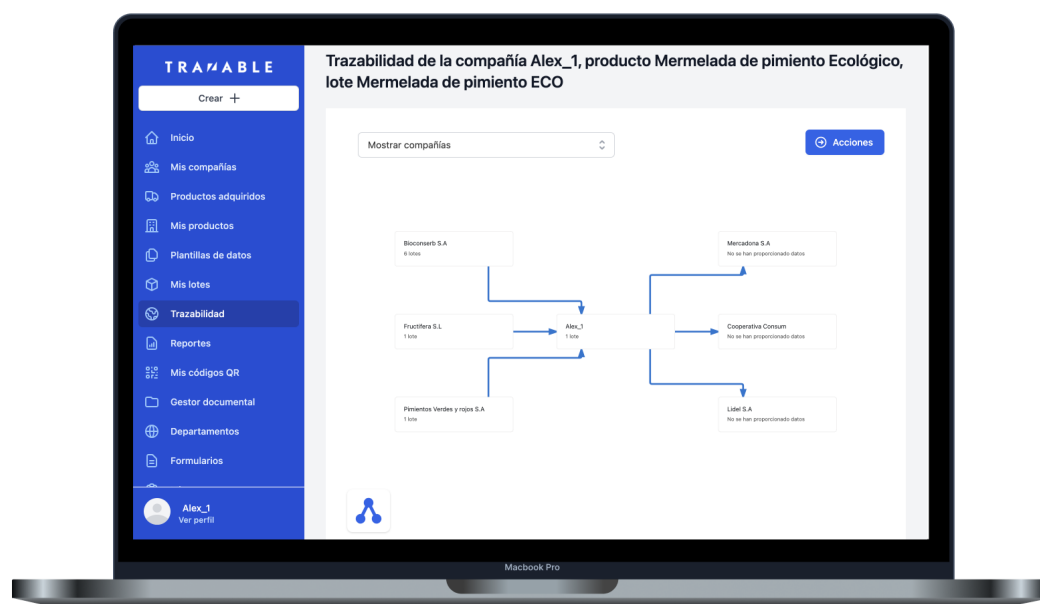 TRAZABLE
Crear +
Inicio
Mis compañías
Productos adquiridos
Mis productos
Plantillas de datos
Mis lotes
Trazabilidad
Reportes
Mis códigos QR
Gestor documental
Departamentos
Formularios
Alex_1
Ver perfil
Trazabilidad de la compañía Alex_1, producto Mermelada de pimiento Ecológico,
lote Mermelada de pimiento ECO
Mostrar compañías
Acciones
Bioconserb S.A
Mercadona S.A
No se han proporcionado datos
Fructífera S.L
1 lote
Alex_1
1 lote
Cooperativa Consum
No se han proporcionado datos
Pimientos Verdes y rojos S.A
1 lote
Lidel S.A
No se han proporcionado datos
Macbook Pro